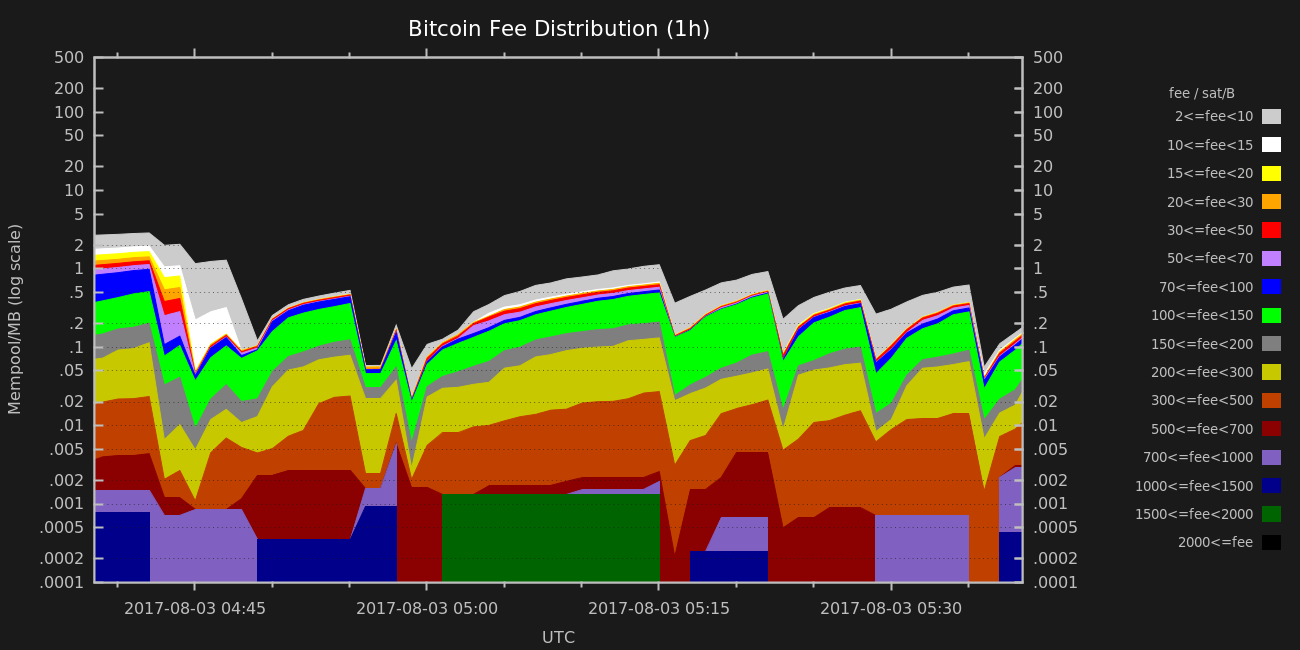 Bitcoin Fee Distribution (1h)
500 500
200 200
100 100
50 50
20 20
10 10
5 5
2 2
1 1
.5 .5
.2 .2
.1 .1
.05 .05
.02 .02
.01 .01
.005 .005
.002 .002
.001 .001
.0005 .0005
.0002 .0002
.0001 .0001
Mempool/MB (log scale)
2017-08-03 04:45 2017-08-03 05:00 2017-08-03 05:15 2017-08-03 05:30
UTC
fee / sat/B
2<=fee<10
10<=fee<15
15<=fee<20
20<=fee<30
30<=fee<50
50<=fee<70
70<=fee<100
100<=fee<150
150<=fee<200
200<=fee<300
300<=fee<500
500<=fee<700
700<=fee<1000
1000<=fee<1500
1500<=fee<2000
2000<=fee